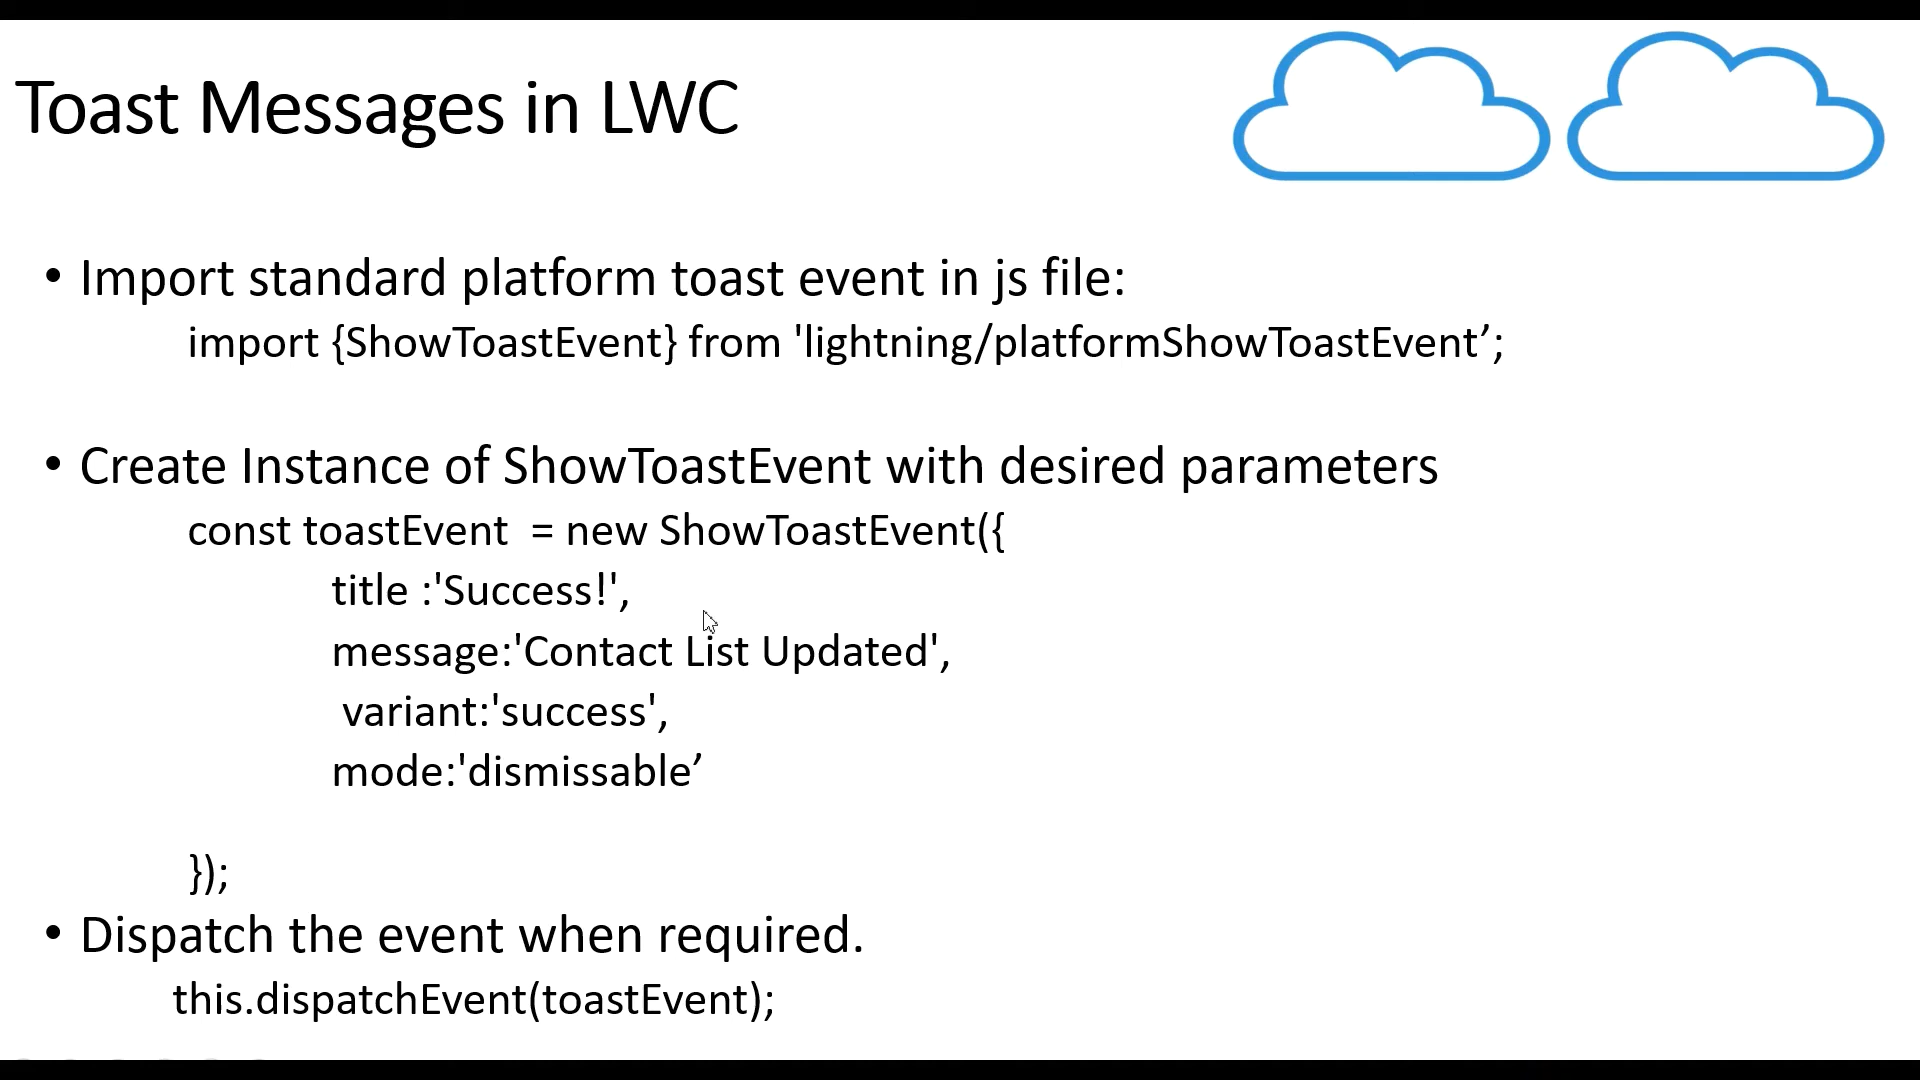 Toast Messages in LWC
• Import standard platform toast event in js file:
import {ShowToastEvent} from 'lightning/platformShowToastEvent’;
• Create Instance of ShowToastEvent with desired parameters
const toastEvent  = new ShowToastEvent({
title :'Success!',
message:'Contact List Updated',
variant:'success',
mode:'dismissable’
});
• Dispatch the event when required.
this.dispatchEvent(toastEvent);